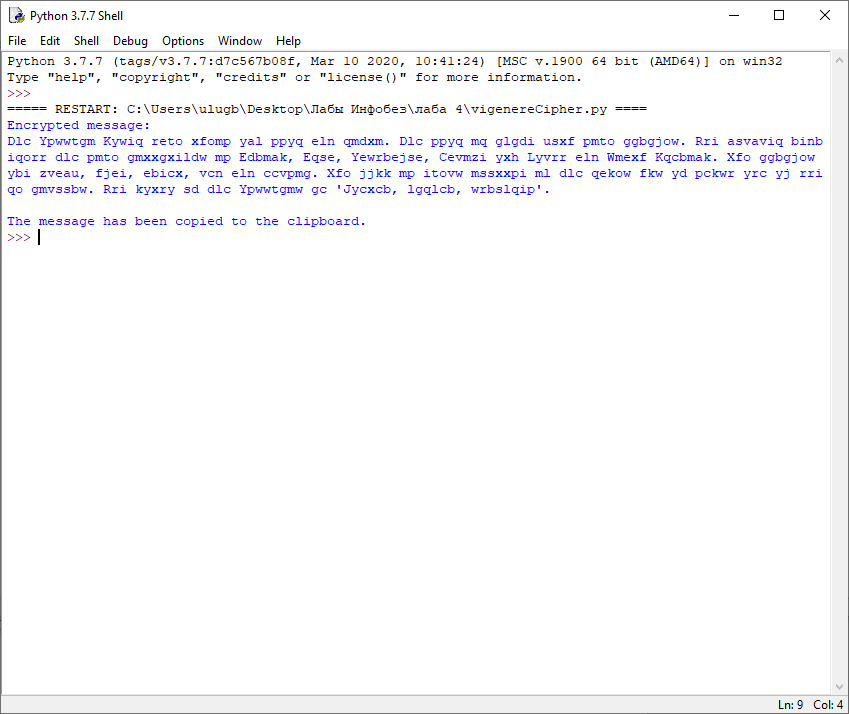 Python 3.7.7 Shell
File Edit Shell Debug Options Window Help
Python 3.7.7 (tags/v3.7.7:d7c567b08f, Mar 10 2020, 10:41:24) [MSC v.1900 64 bit (AMD64)] on win32
Type "help", "copyright", "credits" or "license()" for more information.
>>>
===== RESTART: C:\Users\ulugb\Desktop\Лабы Инфобез\лаба 4\vigenereCipher.py ====
Encrypted message:
Dlc Ypwwtgm Kywiq reto xfomp yal ppyq eln qmdxm. Dlc ppyq mq glgdi usxf pmto ggbgjow. Rri asvaviq binb
iqorr dlc pmto gmxxgxildw mp Edbmak, Eqse, Yewrbejse, Cevmzi yxh Lyvrr eln Wmexf Kqcbmak. Xfo ggbgjow
ybi zveau, fjei, ebicx, vcn eln ccvpmg. Xfo jjkk mp itovw mssxxpi ml dlc qekow fkw yd pckwr yrc yj rri
qo gmvssbw. Rri kyxry sd dlc Ypwwtgmw gc 'Jycxcb, lgqlcb, wrbslqip'.
The message has been copied to the clipboard.
>>>
Ln: 9 Col: 4